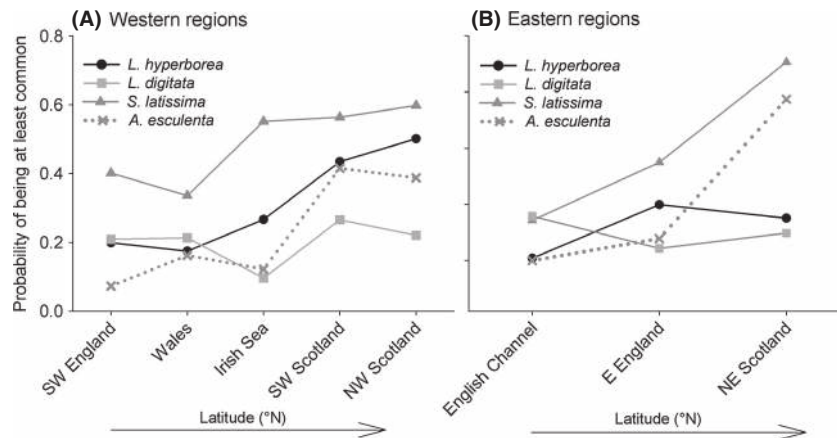 (A) Western regions
Probability of being at least common
0.8
0.6
0.4
0.2
0.0
L. hyperborea
L. digitata
S. latissima
A. esculenta
SW England
Wales
Irish Sea
SW Scotland
NW Scotland
Latitude (°N)
(B) Eastern regions
L. hyperborea
L. digitata
S. latissima
A. esculenta
English Channel
E England
NE Scotland
Latitude (°N)